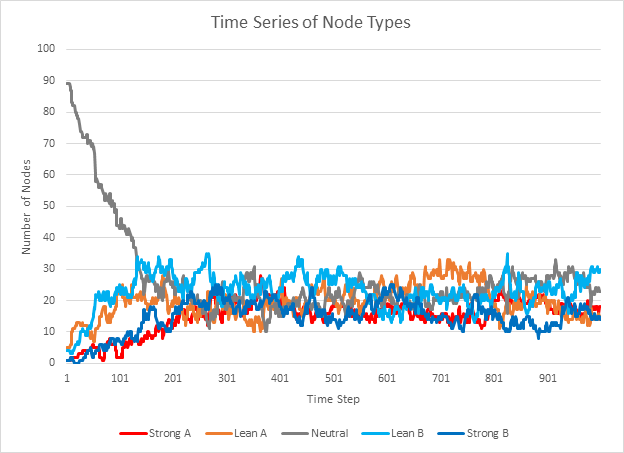 Time Series of Node Types
100
90
80
70
60
50
40
30
20
10
0
Number of Nodes
1 101 201 301 401 501 601 701 801 901
Time Step
Strong A Lean A Neutral Lean B Strong B